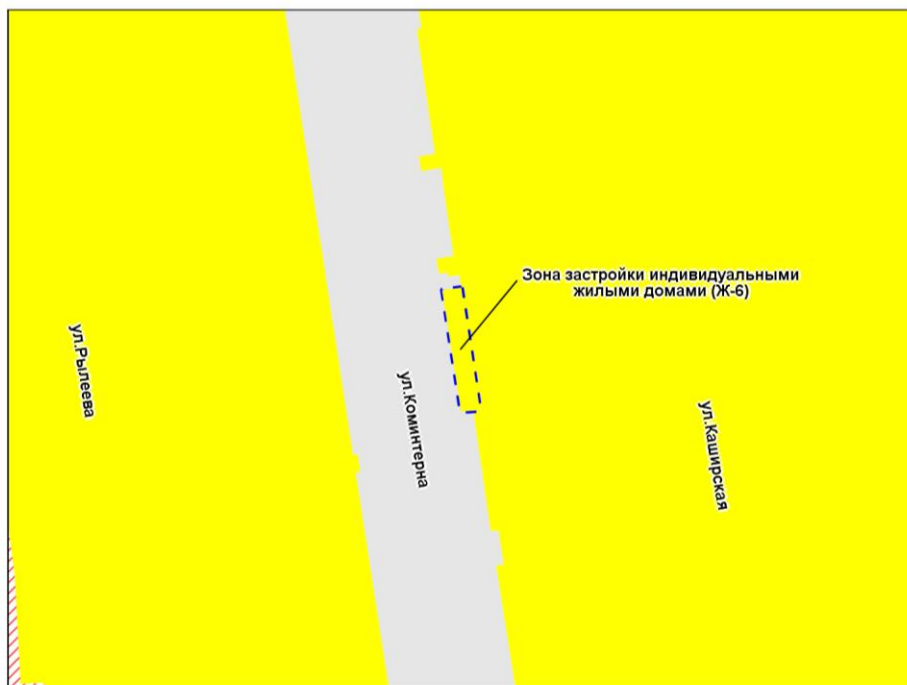 Зона застройки индивидуальными
жилыми домами (Ж-6)
ул.Рылеева
ул.Коминтерна
ул.Каширская